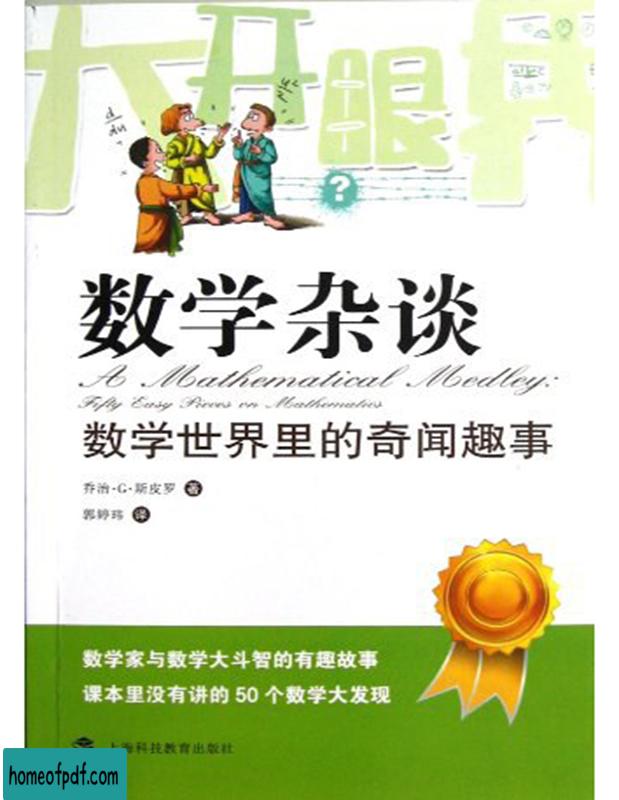 大开眼界
d/du
?
数学杂谈
A Mathematical Medley:
Fifty Easy Pieces on Mathematics
数学世界里的奇闻趣事
乔治·G·斯皮罗 著
郭婷玮 译
数学家与数学大斗智的有趣故事
课本里没有讲的50个数学大发现
上海科技教育出版社
homeofpdf.com